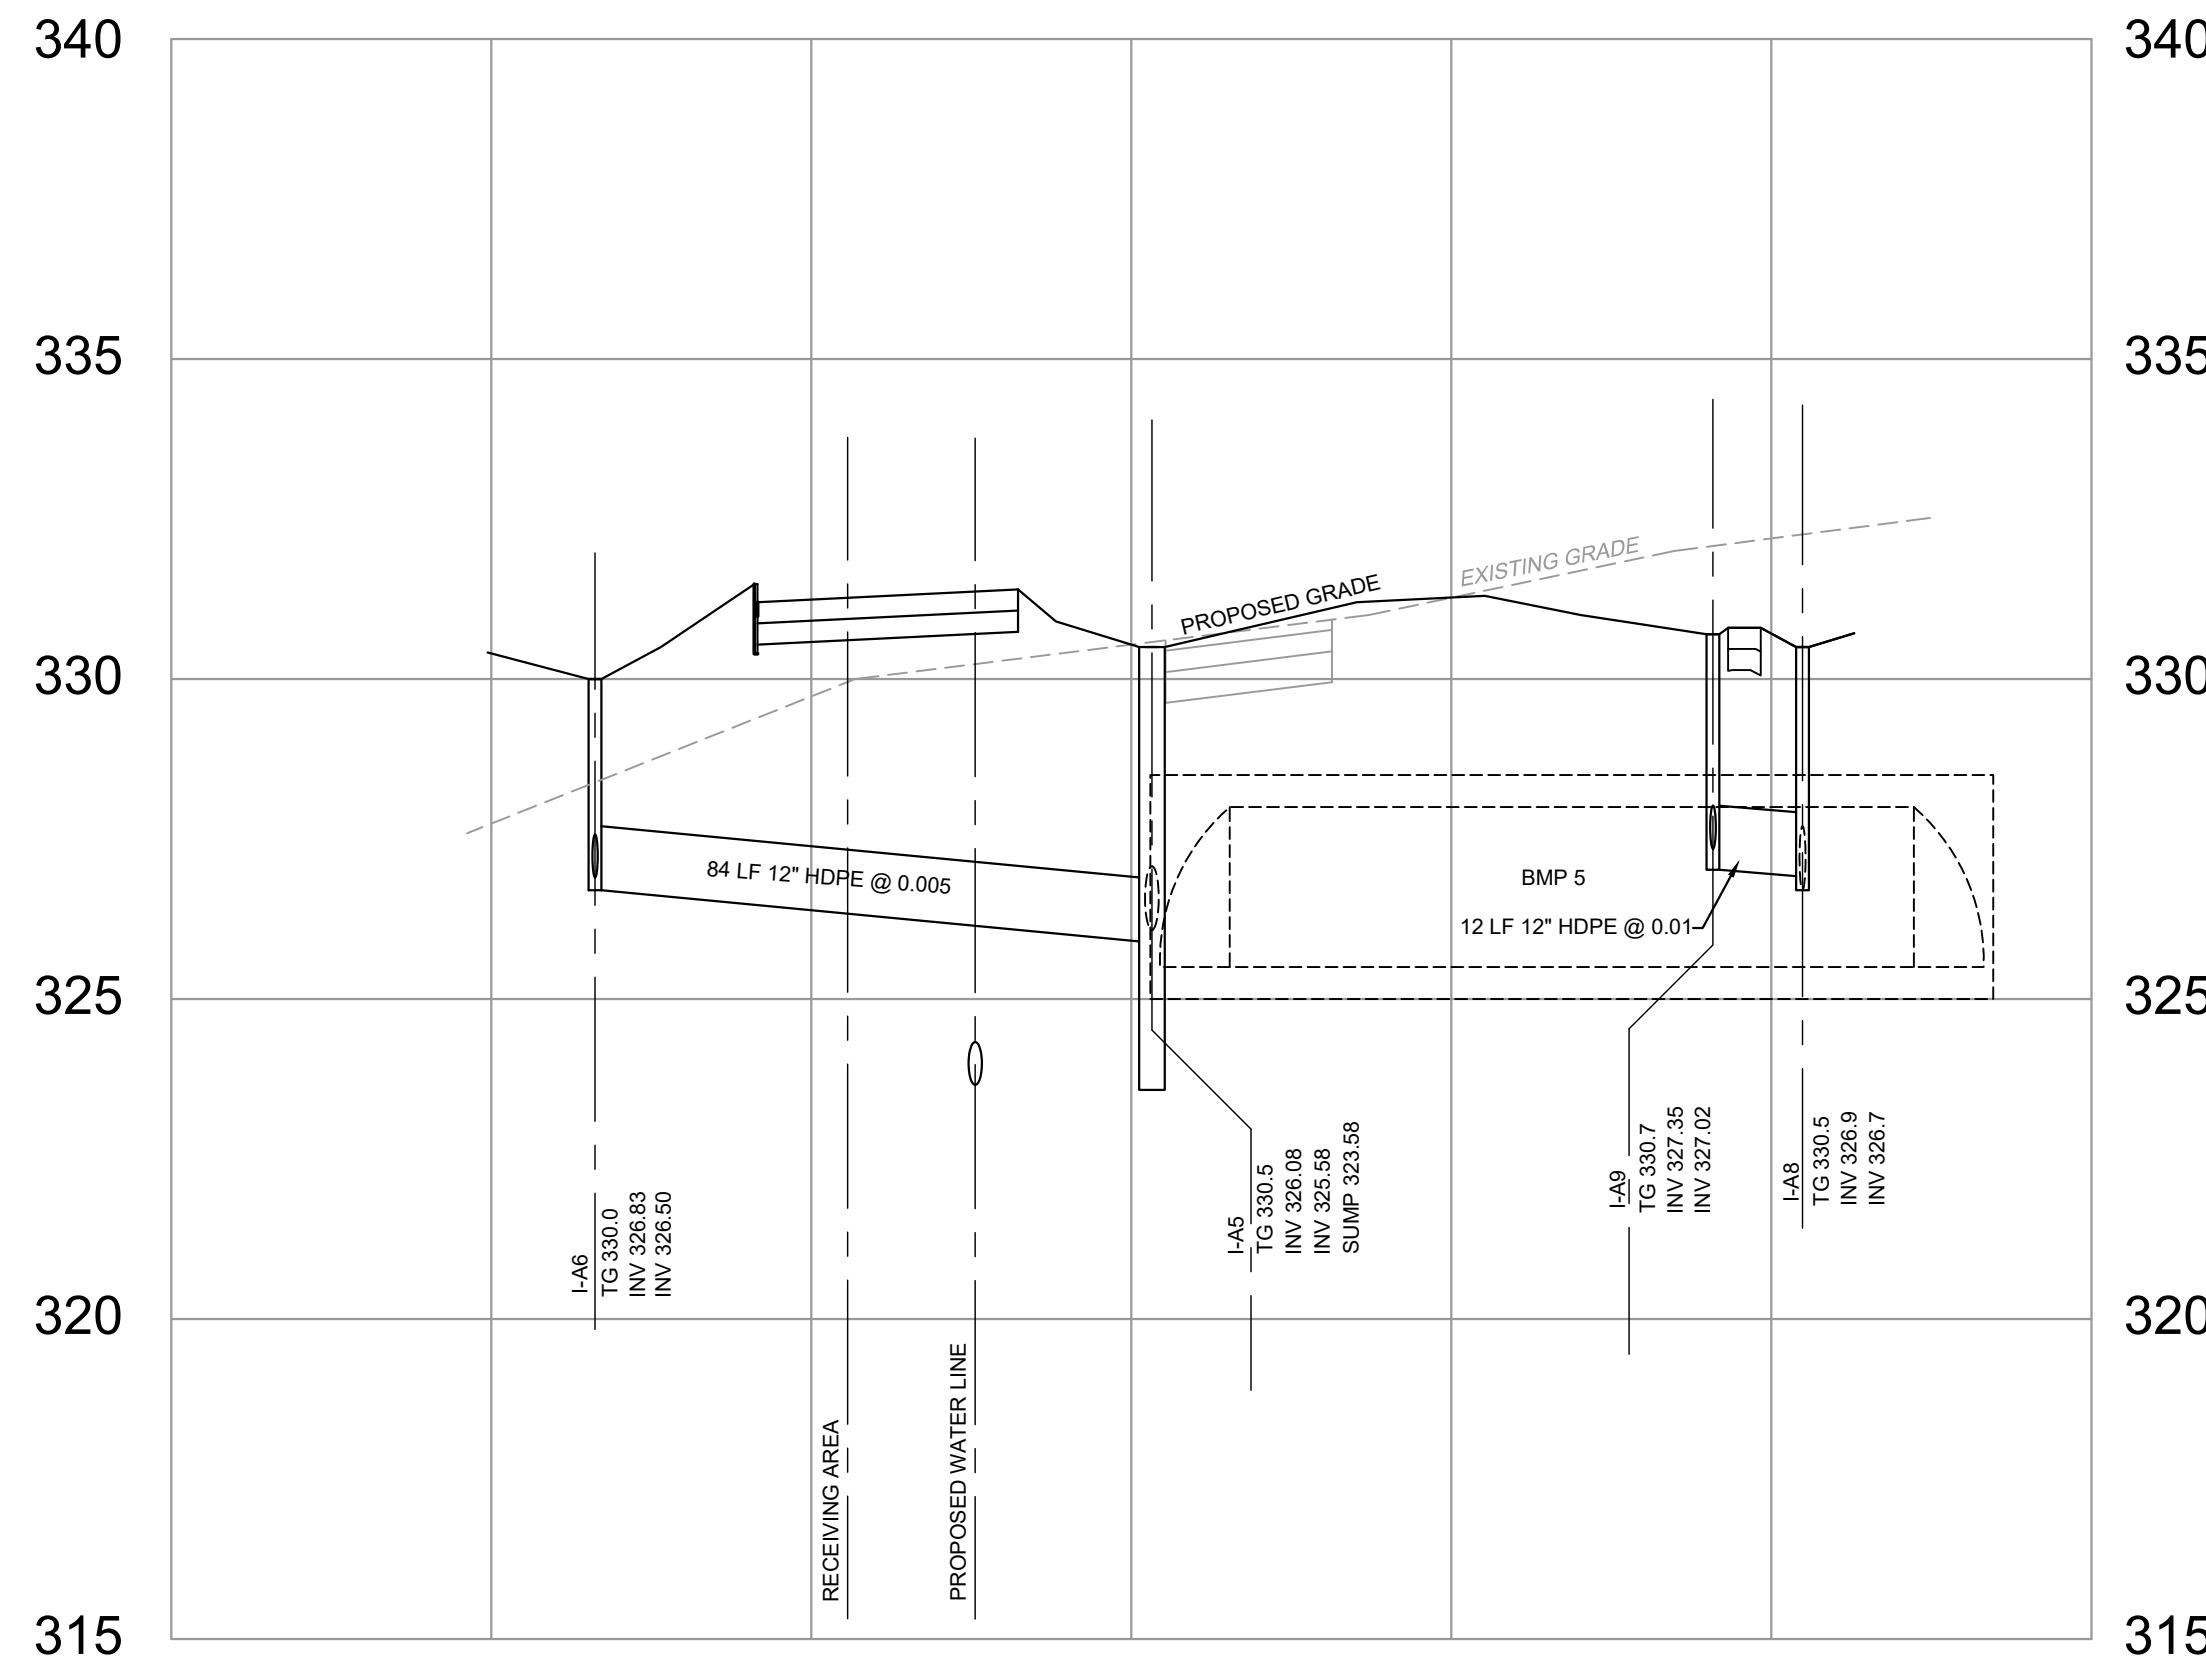 340
340
335
335
EXISTING GRADE
PROPOSED GRADE
330
330
84 LF 12" HDPE @ 0.005
BMP 5
12 LF 12" HDPE @ 0.01
325
325
I-A6
TG 330.0
INV 326.83
INV 326.50
I-A5
TG 330.5
INV 326.08
INV 325.58
SUMP 323.58
I-A9
TG 330.7
INV 327.35
INV 327.02
I-A8
TG 330.5
INV 326.9
INV 326.7
320
320
RECEIVING AREA
PROPOSED WATER LINE
315
315